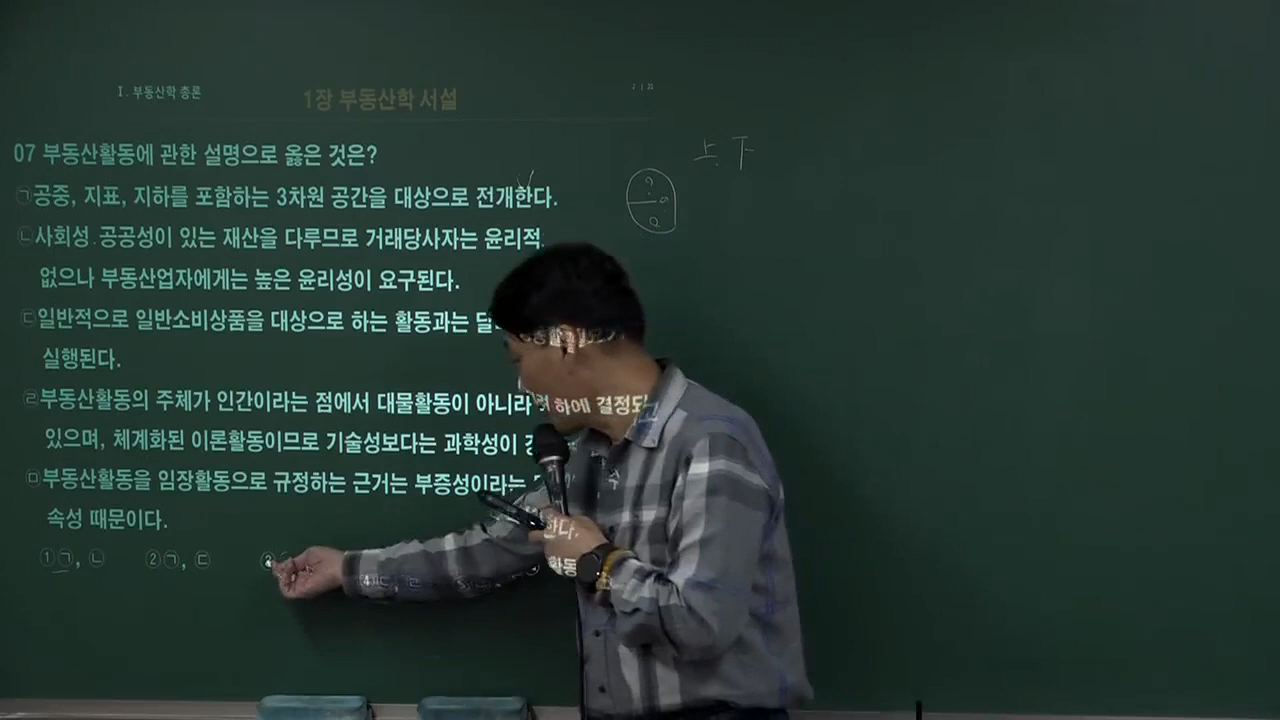 Ⅰ. 부동산학 총론
1장 부동산학 서설
07 부동산활동에 관한 설명으로 옳은 것은?
㉠공중, 지표, 지하를 포함하는 3차원 공간을 대상으로 전개한다.
上 下
㉡사회성·공공성이 있는 재산을 다루므로 거래당사자는 윤리적
없으나 부동산업자에게는 높은 윤리성이 요구된다.
㉢일반적으로 일반소비상품을 대상으로 하는 활동과는 달
실행된다.
㉣부동산활동의 주체가 인간이라는 점에서 대물활동이 아니라 하에 결정되고
있으며, 체계화된 이론활동이므로 기술성보다는 과학성이
㉤부동산활동을 임장활동으로 규정하는 근거는 부증성이라는
속성 때문이다.
①㉠, ㉡ ②㉠, ㉢ ③